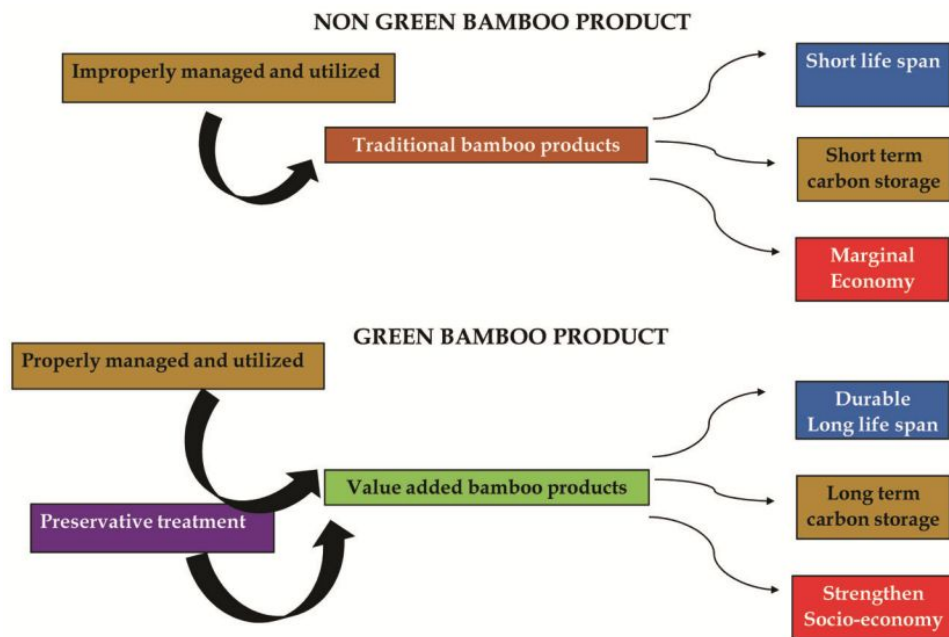 NON GREEN BAMBOO PRODUCT
Improperly managed and utilized
Traditional bamboo products
Short life span
Short term
carbon storage
Marginal
Economy
GREEN BAMBOO PRODUCT
Properly managed and utilized
Preservative treatment
Value added bamboo products
Durable
Long life span
Long term
carbon storage
Strengthen
Socio-economy